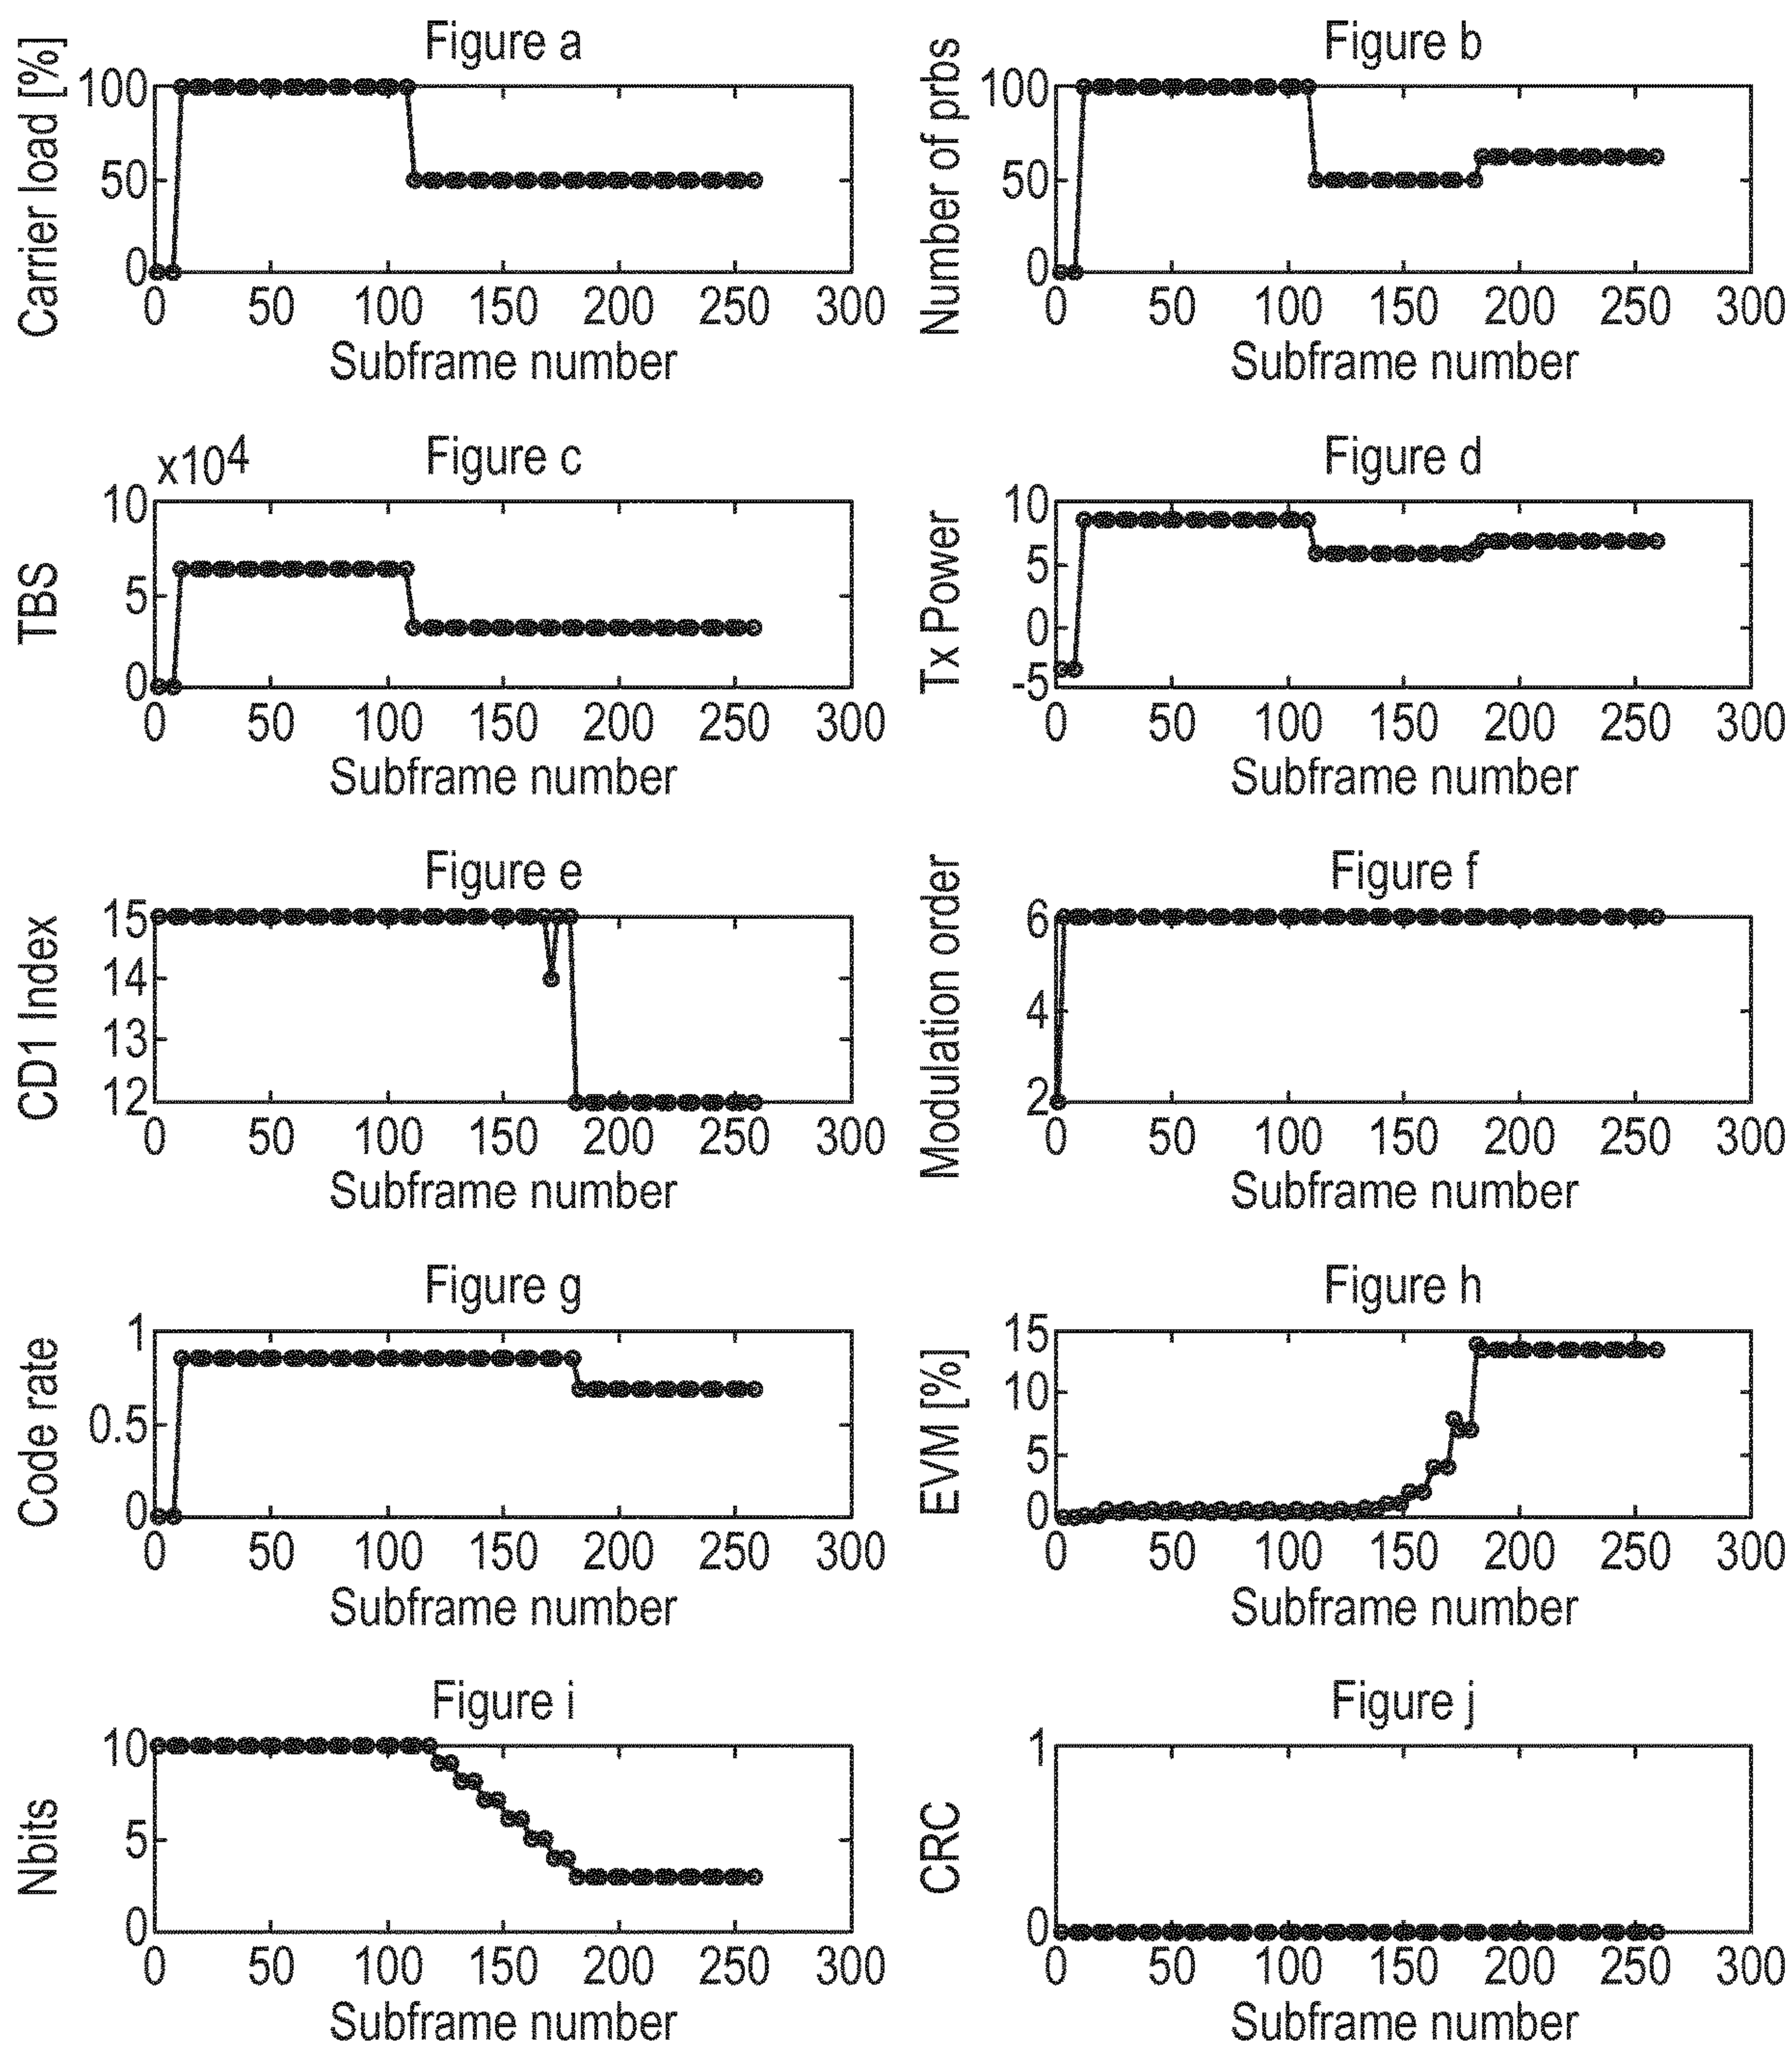 Figure a
Carrier load [%]
100
50
0
0 50 100 150 200 250 300
Subframe number
Figure b
Number of prbs
100
50
0
0 50 100 150 200 250 300
Subframe number
Figure c
x10⁴
TBS
10
5
0
0 50 100 150 200 250 300
Subframe number
Figure d
Tx Power
10
5
0
-5
0 50 100 150 200 250 300
Subframe number
Figure e
CD1 Index
15
14
13
12
0 50 100 150 200 250 300
Subframe number
Figure f
Modulation order
6
4
2
0 50 100 150 200 250 300
Subframe number
Figure g
Code rate
1
0.5
0
0 50 100 150 200 250 300
Subframe number
Figure h
EVM [%]
15
10
5
0
0 50 100 150 200 250 300
Subframe number
Figure i
Nbits
10
5
0
0 50 100 150 200 250 300
Subframe number
Figure j
CRC
1
0
0 50 100 150 200 250 300
Subframe number